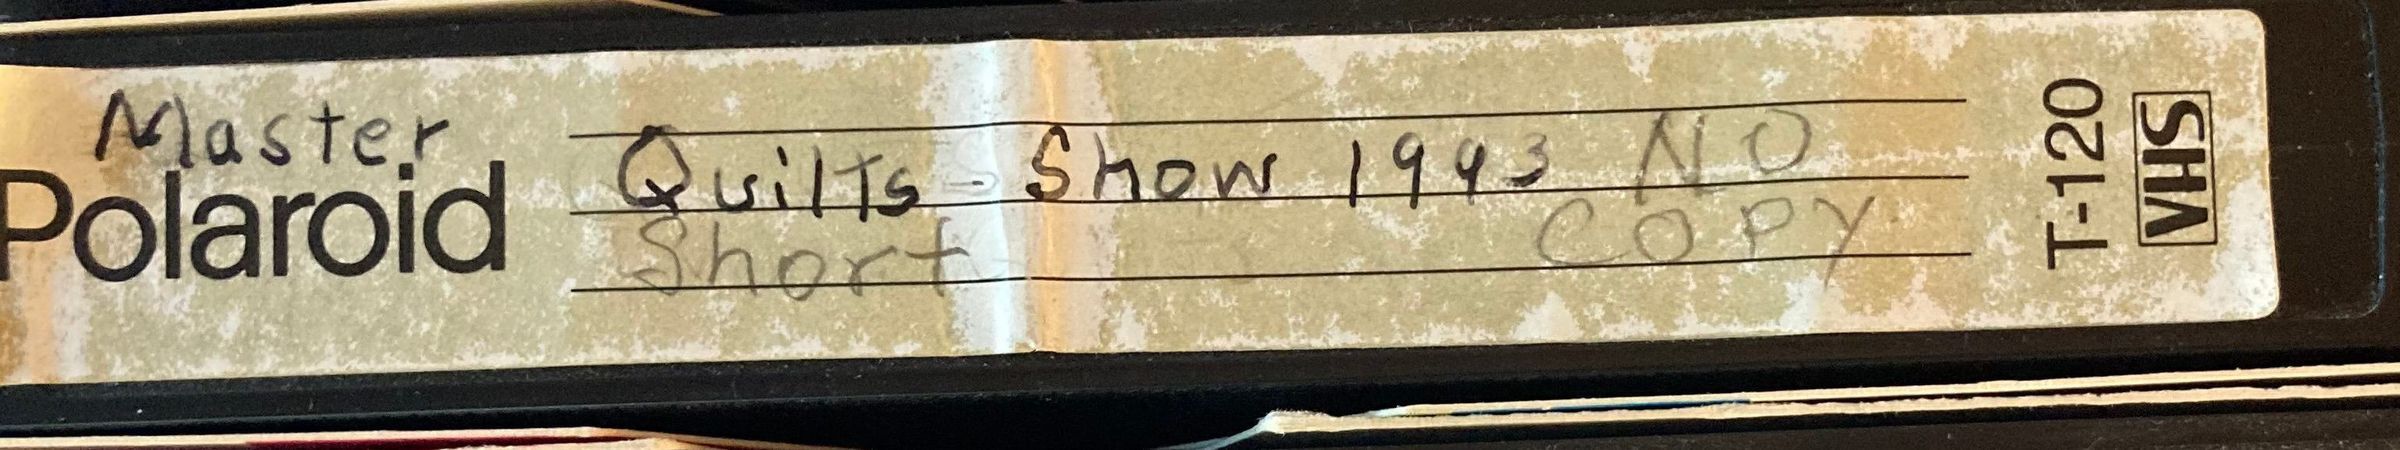 Master
Polaroid
Quilts - Show 1993 NO
Short COPY
T-120
VHS